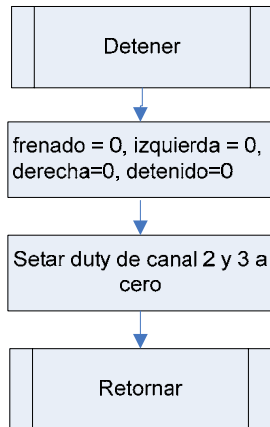 Detener
frenado = 0, izquierda = 0,
derecha=0, detenido=0
Setar duty de canal 2 y 3 a
cero
Retornar